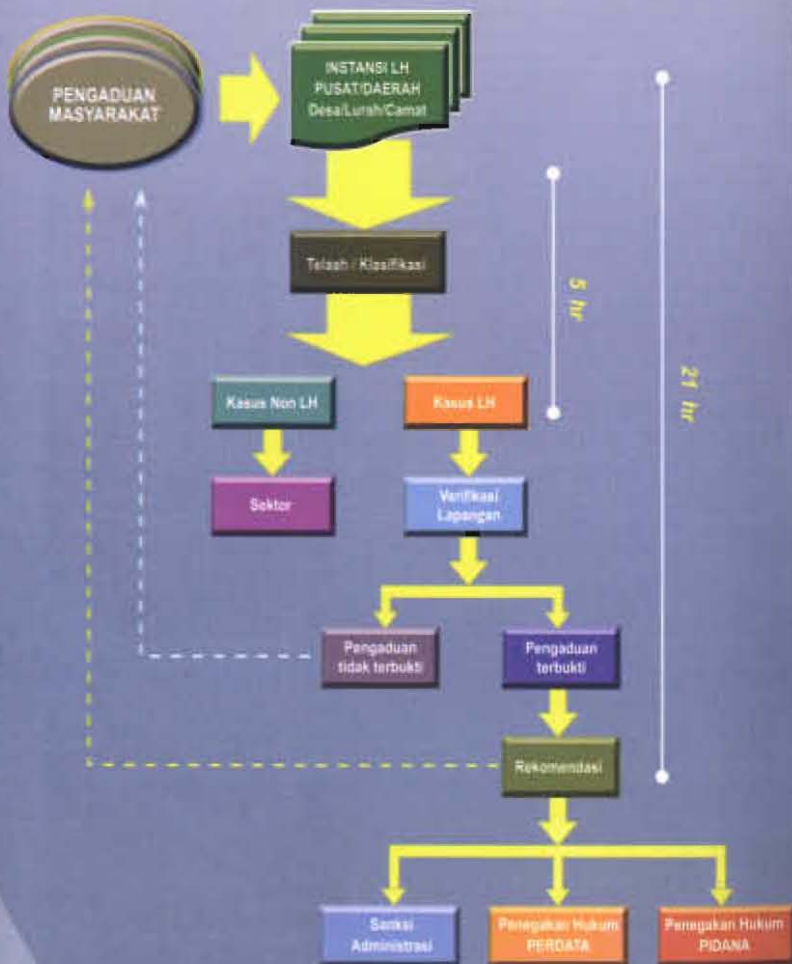 PENGADUAN
MASYARAKAT
INSTANSI LH
PUSAT/DAERAH
Desa/Lurah/Camat
Telaah / Klasifikasi
5 hr
21 hr
Kasus Non LH
Kasus LH
Sektor
Verifikasi
Lapangan
Pengaduan
tidak terbukti
Pengaduan
terbukti
Rekomendasi
Sanksi
Administrasi
Penegakan Hukum
PERDATA
Penegakan Hukum
PIDANA